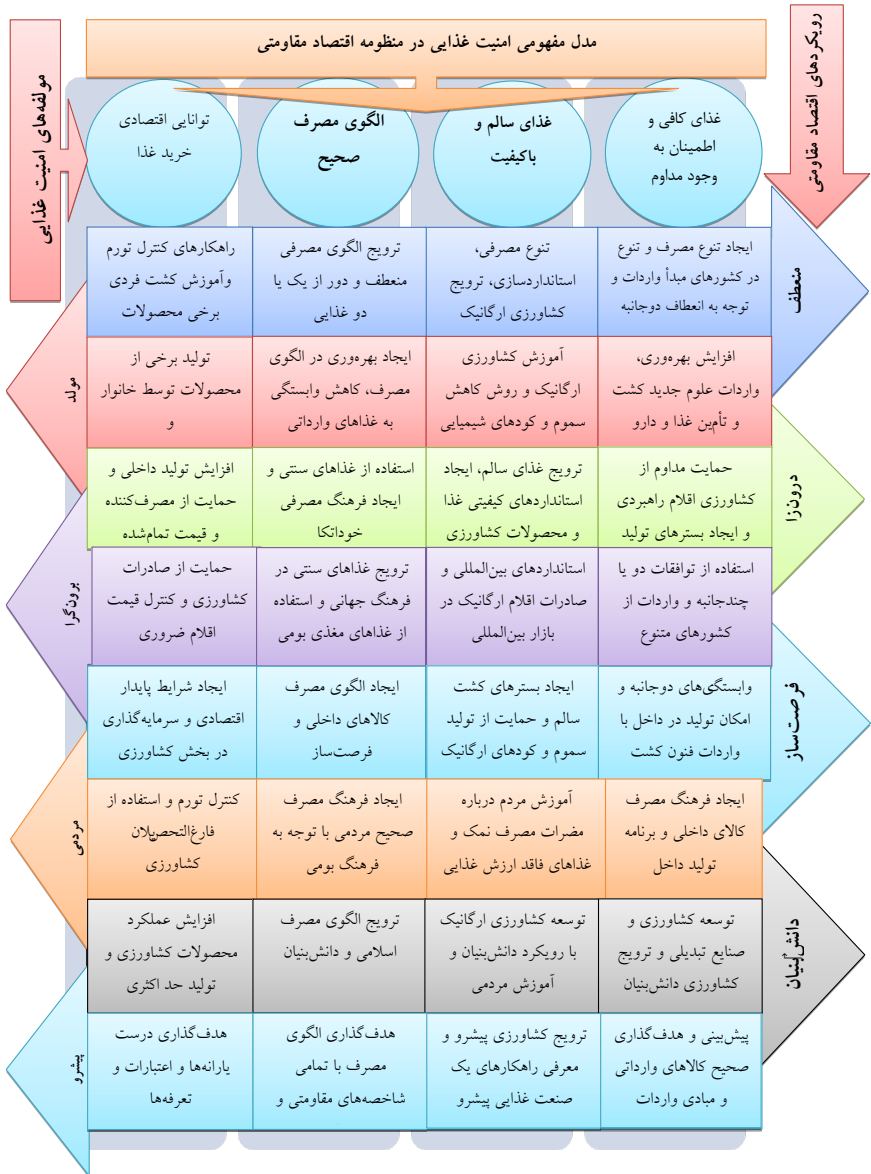 مدل مفهومی امنیت غذایی در منظومه اقتصاد مقاومتی
رویکردهای اقتصاد مقاومتی
مولفه‌های امنیت غذایی
غذای کافی و
اطمینان به
وجود مداوم
غذای سالم و
باکیفیت
الگوی مصرف
صحیح
توانایی اقتصادی
خرید غذا
منعطف
ایجاد تنوع مصرف و تنوع
در کشورهای مبدأ واردات و
توجه به انعطاف دوجانبه
تنوع مصرفی،
استانداردسازی، ترویج
کشاورزی ارگانیک
ترویج الگوی مصرفی
منعطف و دور از یک یا
دو غذایی
راهکارهای کنترل تورم
وآموزش کشت فردی
برخی محصولات
مولد
افزایش بهره‌وری،
واردات علوم جدید کشت
و تأمین غذا و دارو
آموزش کشاورزی
ارگانیک و روش کاهش
سموم و کودهای شیمیایی
ایجاد بهره‌وری در الگوی
مصرف، کاهش وابستگی
به غذاهای وارداتی
تولید برخی از
محصولات توسط خانوار
و
درون‌زا
حمایت مداوم از
کشاورزی اقلام راهبردی
و ایجاد بسترهای تولید
ترویج غذای سالم، ایجاد
استانداردهای کیفیتی غذا
و محصولات کشاورزی
استفاده از غذاهای سنتی و
ایجاد فرهنگ مصرفی
خوداتکا
افزایش تولید داخلی و
حمایت از مصرف‌کننده
و قیمت تمام‌شده
برون‌گرا
استفاده از توافقات دو یا
چندجانبه و واردات از
کشورهای متنوع
استانداردهای بین‌المللی و
صادرات اقلام ارگانیک در
بازار بین‌المللی
ترویج غذاهای سنتی در
فرهنگ جهانی و استفاده
از غذاهای مغذی بومی
حمایت از صادرات
کشاورزی و کنترل قیمت
اقلام ضروری
فرصت‌ساز
وابستگی‌های دوجانبه و
امکان تولید در داخل با
واردات فنون کشت
ایجاد بسترهای کشت
سالم و حمایت از تولید
سموم و کودهای ارگانیک
ایجاد الگوی مصرف
کالاهای داخلی و
فرصت‌ساز
ایجاد شرایط پایدار
اقتصادی و سرمایه‌گذاری
در بخش کشاورزی
مردمی
ایجاد فرهنگ مصرف
کالای داخلی و برنامه
تولید داخل
آموزش مردم درباره
مضرات مصرف نمک و
غذاهای فاقد ارزش غذایی
ایجاد فرهنگ مصرف
صحیح مردمی با توجه به
فرهنگ بومی
کنترل تورم و استفاده از
فارغ‌التحصیلان
کشاورزی
دانش‌بنیان
توسعه کشاورزی و
صنایع تبدیلی و ترویج
کشاورزی دانش‌بنیان
توسعه کشاورزی ارگانیک
با رویکرد دانش‌بنیان و
آموزش مردمی
ترویج الگوی مصرف
اسلامی و دانش‌بنیان
افزایش عملکرد
محصولات کشاورزی و
تولید حد اکثری
پیشرو
پیش‌بینی و هدف‌گذاری
صحیح کالاهای وارداتی
و مبادی واردات
ترویج کشاورزی پیشرو و
معرفی راهکارهای یک
صنعت غذایی پیشرو
هدف‌گذاری الگوی
مصرف با تمامی
شاخصه‌های مقاومتی و
هدف‌گذاری درست
یارانه‌ها و اعتبارات و
تعرفه‌ها